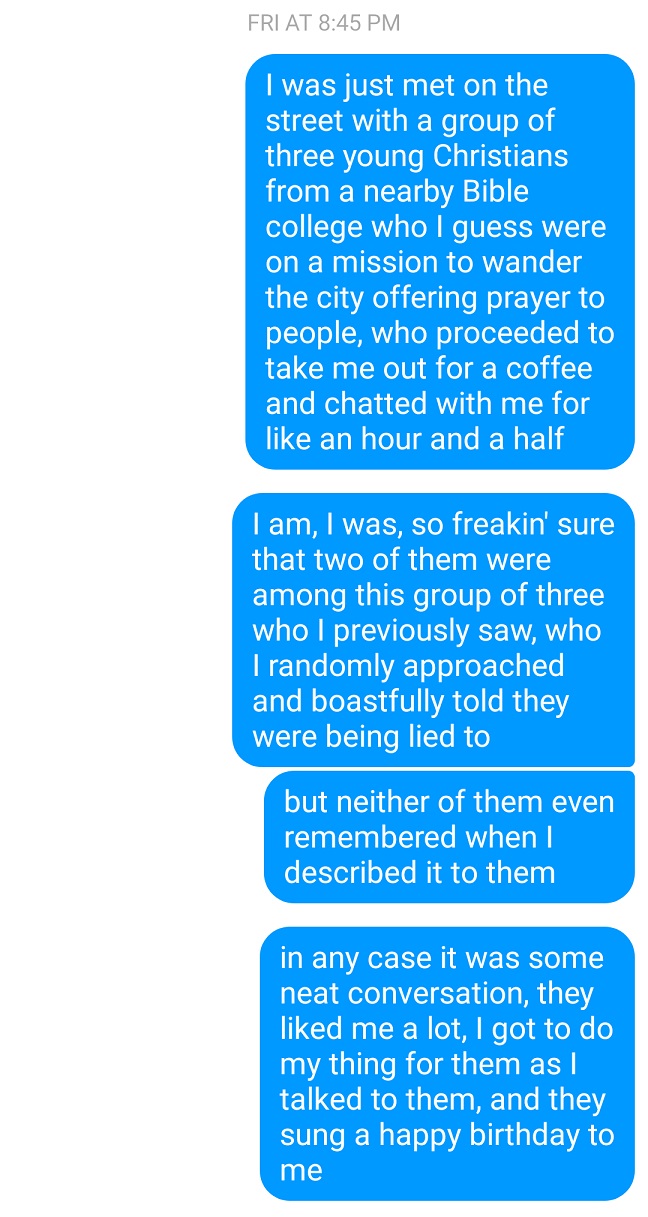 FRI AT 8:45 PM
I was just met on the
street with a group of
three young Christians
from a nearby Bible
college who I guess were
on a mission to wander
the city offering prayer to
people, who proceeded to
take me out for a coffee
and chatted with me for
like an hour and a half
I am, I was, so freakin' sure
that two of them were
among this group of three
who I previously saw, who
I randomly approached
and boastfully told they
were being lied to
but neither of them even
remembered when I
described it to them
in any case it was some
neat conversation, they
liked me a lot, I got to do
my thing for them as I
talked to them, and they
sung a happy birthday to
me